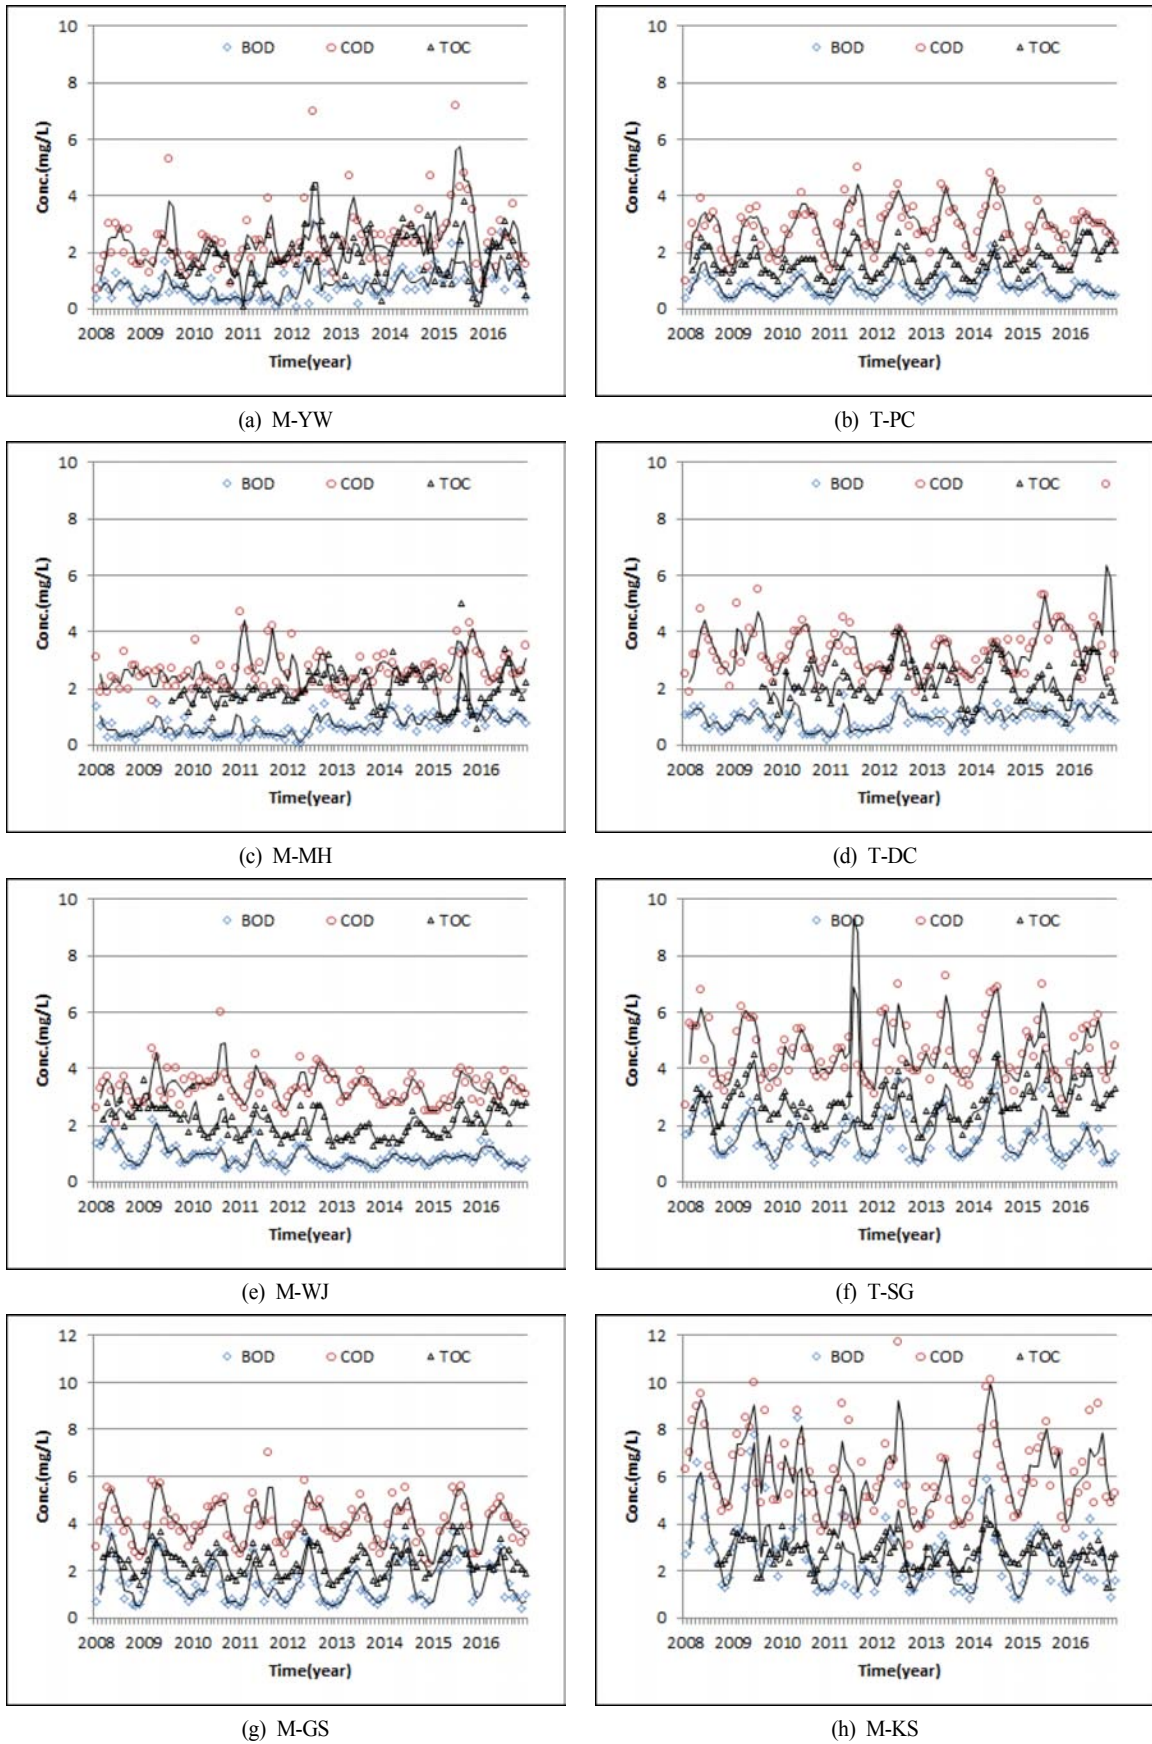 10
8
6
4
2
0
Conc.(mg/L)
BOD COD TOC
2008 2009 2010 2011 2012 2013 2014 2015 2016
Time(year)
(a) M-YW
10
8
6
4
2
0
Conc.(mg/L)
BOD COD TOC
2008 2009 2010 2011 2012 2013 2014 2015 2016
Time(year)
(b) T-PC
10
8
6
4
2
0
Conc.(mg/L)
BOD COD TOC
2008 2009 2010 2011 2012 2013 2014 2015 2016
Time(year)
(c) M-MH
10
8
6
4
2
0
Conc.(mg/L)
BOD COD TOC
2008 2009 2010 2011 2012 2013 2014 2015 2016
Time(year)
(d) T-DC
10
8
6
4
2
0
Conc.(mg/L)
BOD COD TOC
2008 2009 2010 2011 2012 2013 2014 2015 2016
Time(year)
(e) M-WJ
10
8
6
4
2
0
Conc.(mg/L)
BOD COD TOC
2008 2009 2010 2011 2012 2013 2014 2015 2016
Time(year)
(f) T-SG
12
10
8
6
4
2
0
Conc.(mg/L)
BOD COD TOC
2008 2009 2010 2011 2012 2013 2014 2015 2016
Time(year)
(g) M-GS
12
10
8
6
4
2
0
Conc.(mg/L)
BOD COD TOC
2008 2009 2010 2011 2012 2013 2014 2015 2016
Time(year)
(h) M-KS